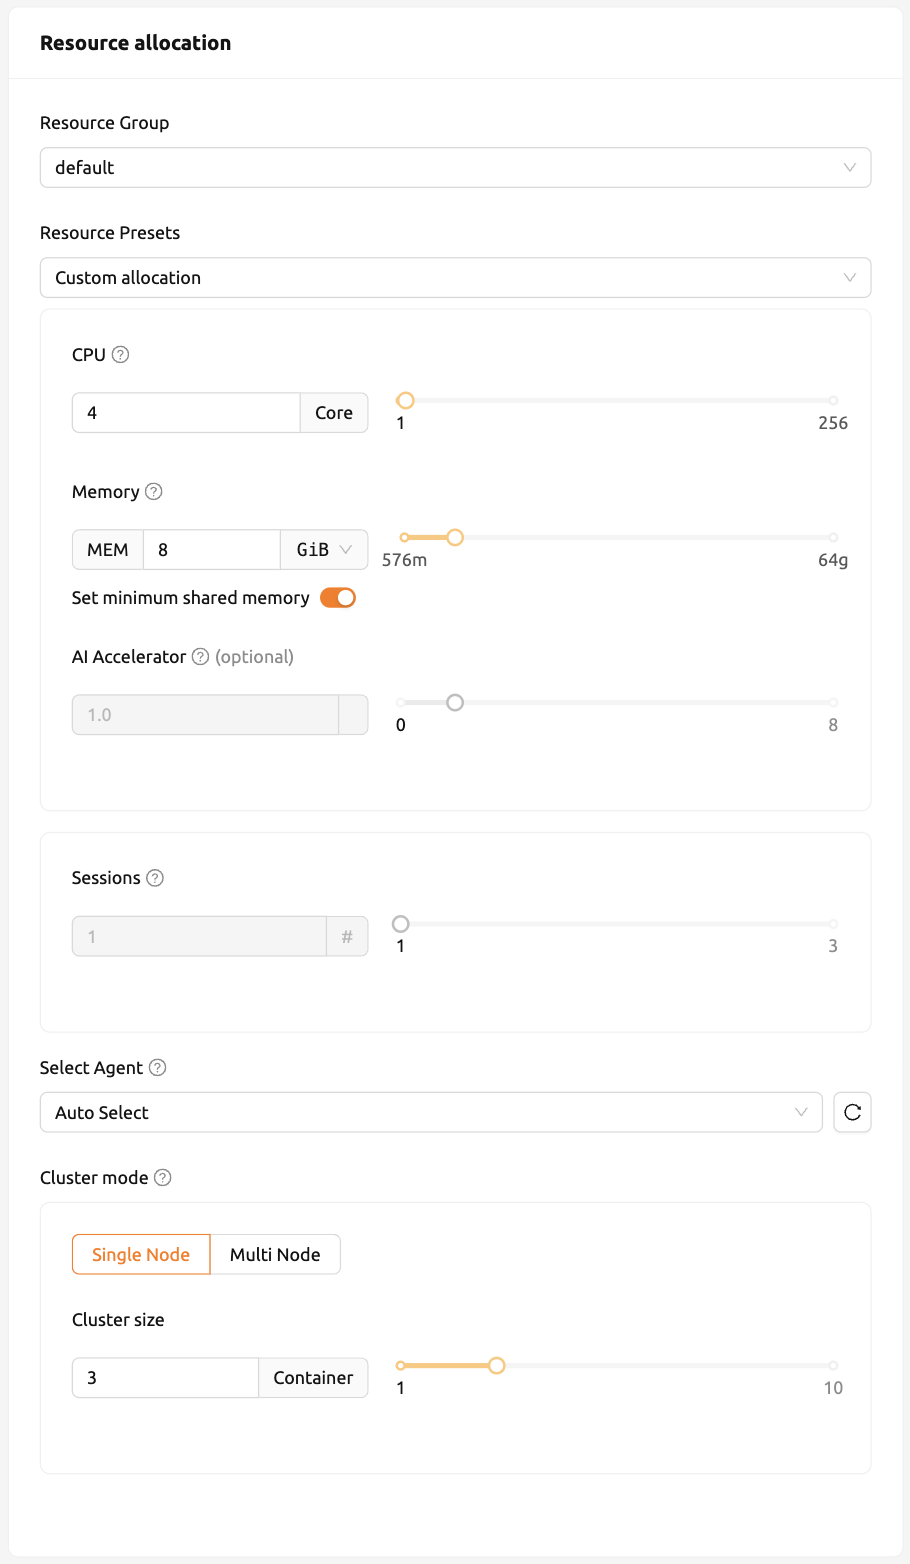 Resource allocation
Resource Group
default
Resource Presets
Custom allocation
CPU ?
4 Core
1 256
Memory ?
MEM 8 GiB
576m 64g
Set minimum shared memory
AI Accelerator ? (optional)
1.0
0 8
Sessions ?
1 #
1 3
Select Agent ?
Auto Select
Cluster mode ?
Single Node Multi Node
Cluster size
3 Container
1 10